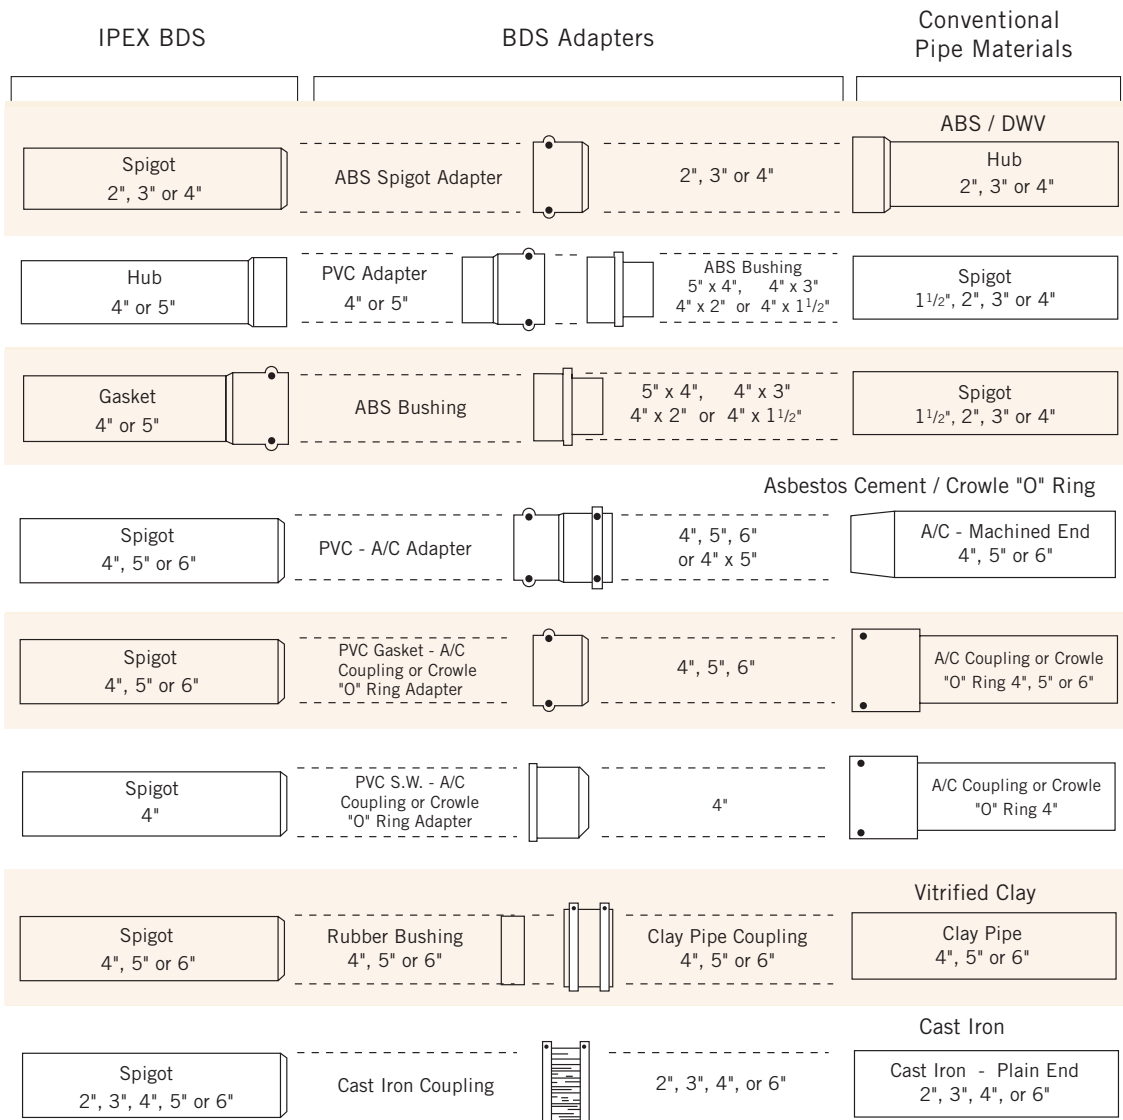 IPEX BDS
BDS Adapters
Conventional
Pipe Materials
ABS / DWV
Spigot
2", 3" or 4"
ABS Spigot Adapter
2", 3" or 4"
Hub
2", 3" or 4"
Hub
4" or 5"
PVC Adapter
4" or 5"
ABS Bushing
5" x 4", 4" x 3"
4" x 2" or 4" x 1 1/2"
Spigot
1 1/2", 2", 3" or 4"
Gasket
4" or 5"
ABS Bushing
5" x 4", 4" x 3"
4" x 2" or 4" x 1 1/2"
Spigot
1 1/2", 2", 3" or 4"
Asbestos Cement / Crowle "O" Ring
Spigot
4", 5" or 6"
PVC - A/C Adapter
4", 5", 6"
or 4" x 5"
A/C - Machined End
4", 5" or 6"
Spigot
4", 5" or 6"
PVC Gasket - A/C
Coupling or Crowle
"O" Ring Adapter
4", 5", 6"
A/C Coupling or Crowle
"O" Ring 4", 5" or 6"
Spigot
4"
PVC S.W. - A/C
Coupling or Crowle
"O" Ring Adapter
4"
A/C Coupling or Crowle
"O" Ring 4"
Vitrified Clay
Spigot
4", 5" or 6"
Rubber Bushing
4", 5" or 6"
Clay Pipe Coupling
4", 5" or 6"
Clay Pipe
4", 5" or 6"
Cast Iron
Spigot
2", 3", 4", 5" or 6"
Cast Iron Coupling
2", 3", 4", or 6"
Cast Iron - Plain End
2", 3", 4", or 6"